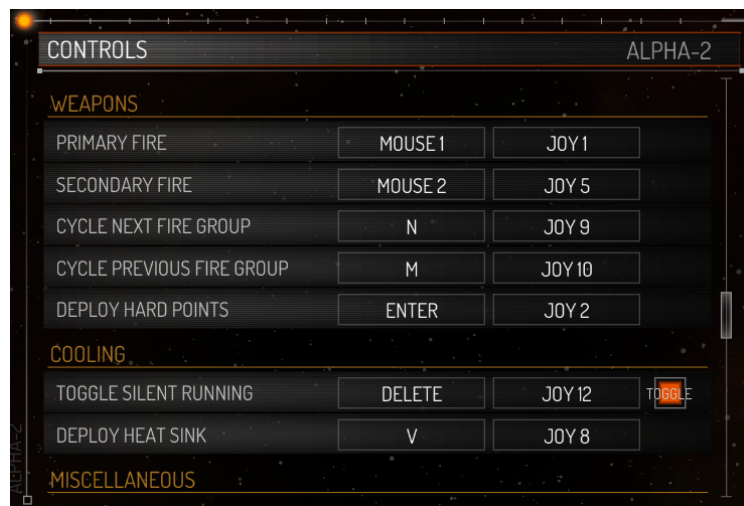 CONTROLS ALPHA-2
WEAPONS
PRIMARY FIRE MOUSE 1 JOY 1
SECONDARY FIRE MOUSE 2 JOY 5
CYCLE NEXT FIRE GROUP N JOY 9
CYCLE PREVIOUS FIRE GROUP M JOY 10
DEPLOY HARD POINTS ENTER JOY 2
COOLING
TOGGLE SILENT RUNNING DELETE JOY 12 TOGGLE
DEPLOY HEAT SINK V JOY 8
MISCELLANEOUS
ALPHA-2